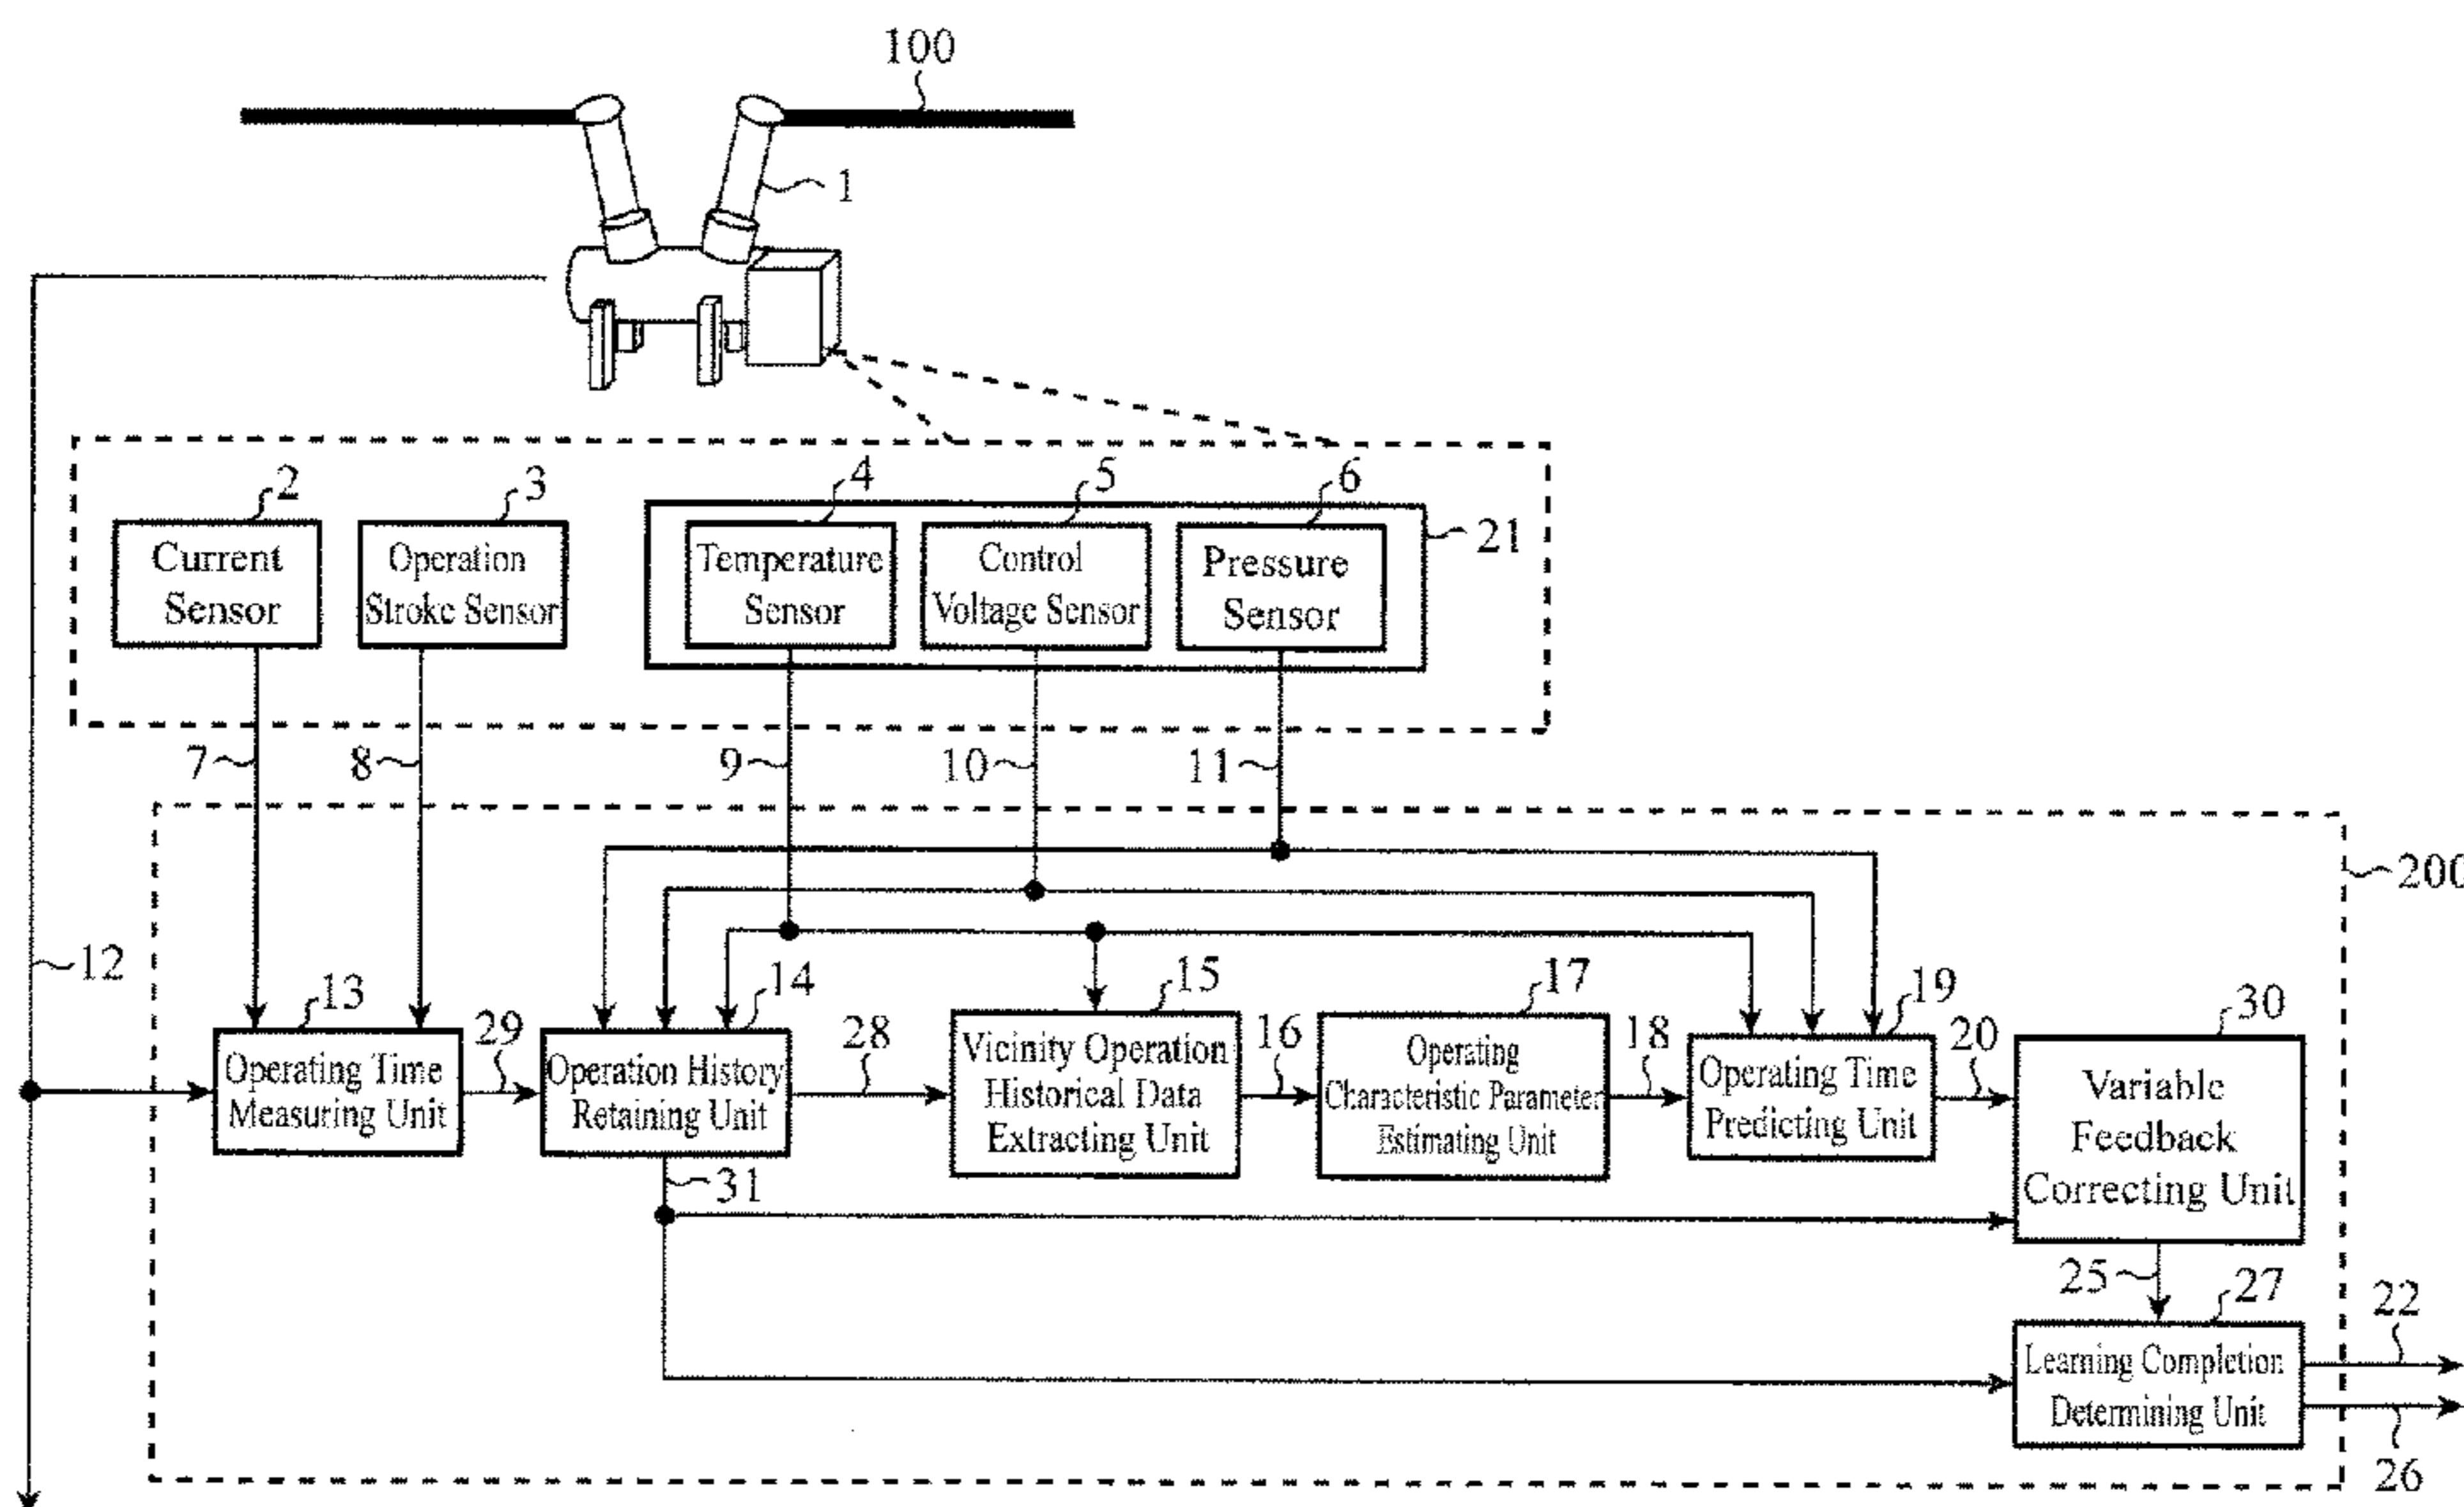 100
1
2
3
4
5
6
21
Current
Sensor
Operation
Stroke Sensor
Temperature
Sensor
Control
Voltage Sensor
Pressure
Sensor
7
8
9
10
11
200
12
13
29
14
28
15
16
17
18
19
20
30
Operating Time
Measuring Unit
Operation History
Retaining Unit
Vicinity Operation
Historical Data
Extracting Unit
Operating
Characteristic Parameter
Estimating Unit
Operating Time
Predicting Unit
Variable
Feedback
Correcting Unit
31
25
27
22
Learning Completion
Determining Unit
26